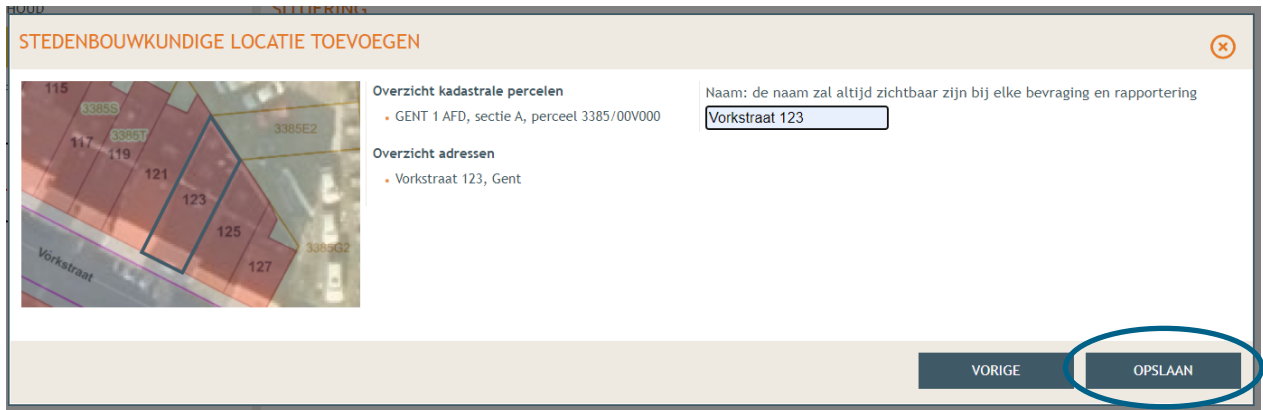 HOUD
SITUERING
STEDENBOUWKUNDIGE LOCATIE TOEVOEGEN
115
3385S
3385T
3385E2
117
119
121
123
125
127
3385G2
Vorkstraat
Overzicht kadastrale percelen
GENT 1 AFD, sectie A, perceel 3385/00V000
Overzicht adressen
Vorkstraat 123, Gent
Naam: de naam zal altijd zichtbaar zijn bij elke bevraging en rapportering
Vorkstraat 123
VORIGE
OPSLAAN